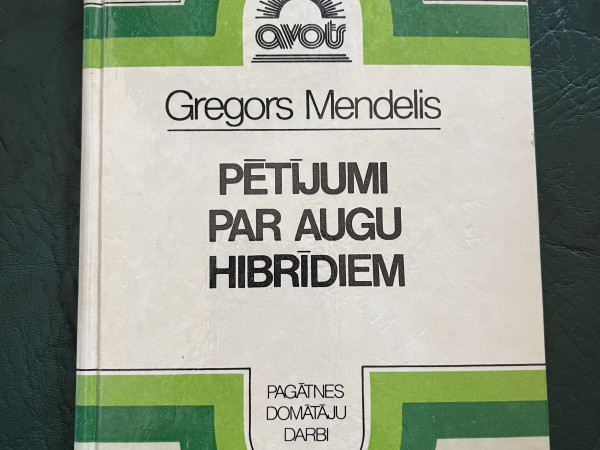 avots
Gregors Mendelis
PĒTĪJUMI
PAR AUGU
HIBRĪDIEM
PAGĀTNES
DOMĀTĀJU
DARBI